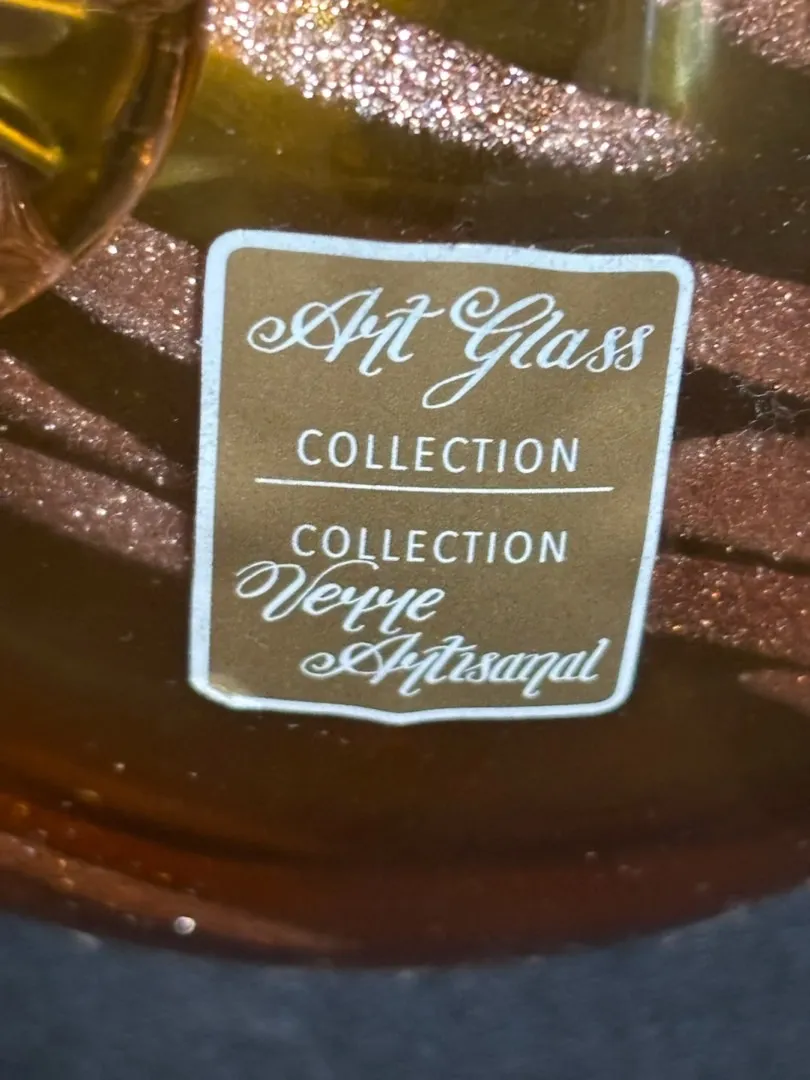 Art Glass
COLLECTION
COLLECTION
Verre
Artisanal